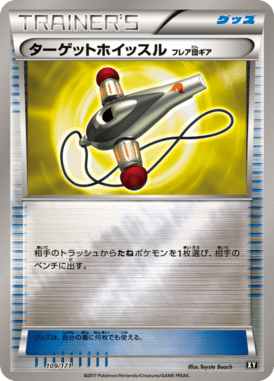 TRAINER'S
グッズ
ターゲットホイッスル フレア団ギア
相手のトラッシュからたねポケモンを1枚選び、相手の
ベンチに出す。
グッズは、自分の番に何枚でも使える。
109/171
Illus.Toyste Beach
XY
©2017 Pokémon/Nintendo/Creatures/GAME FREAK.